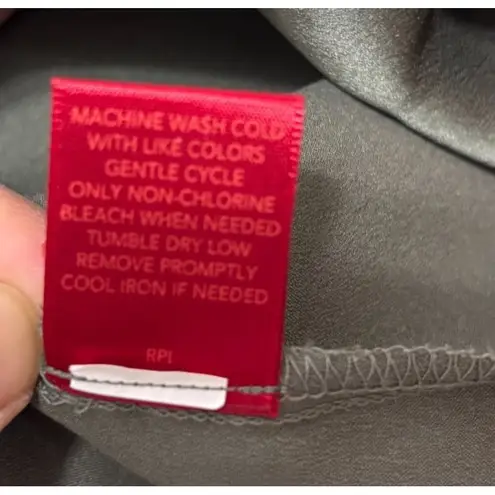 MACHINE WASH COLD
WITH LIKE COLORS
GENTLE CYCLE
ONLY NON-CHLORINE
BLEACH WHEN NEEDED
TUMBLE DRY LOW
REMOVE PROMPTLY
COOL IRON IF NEEDED
RPI